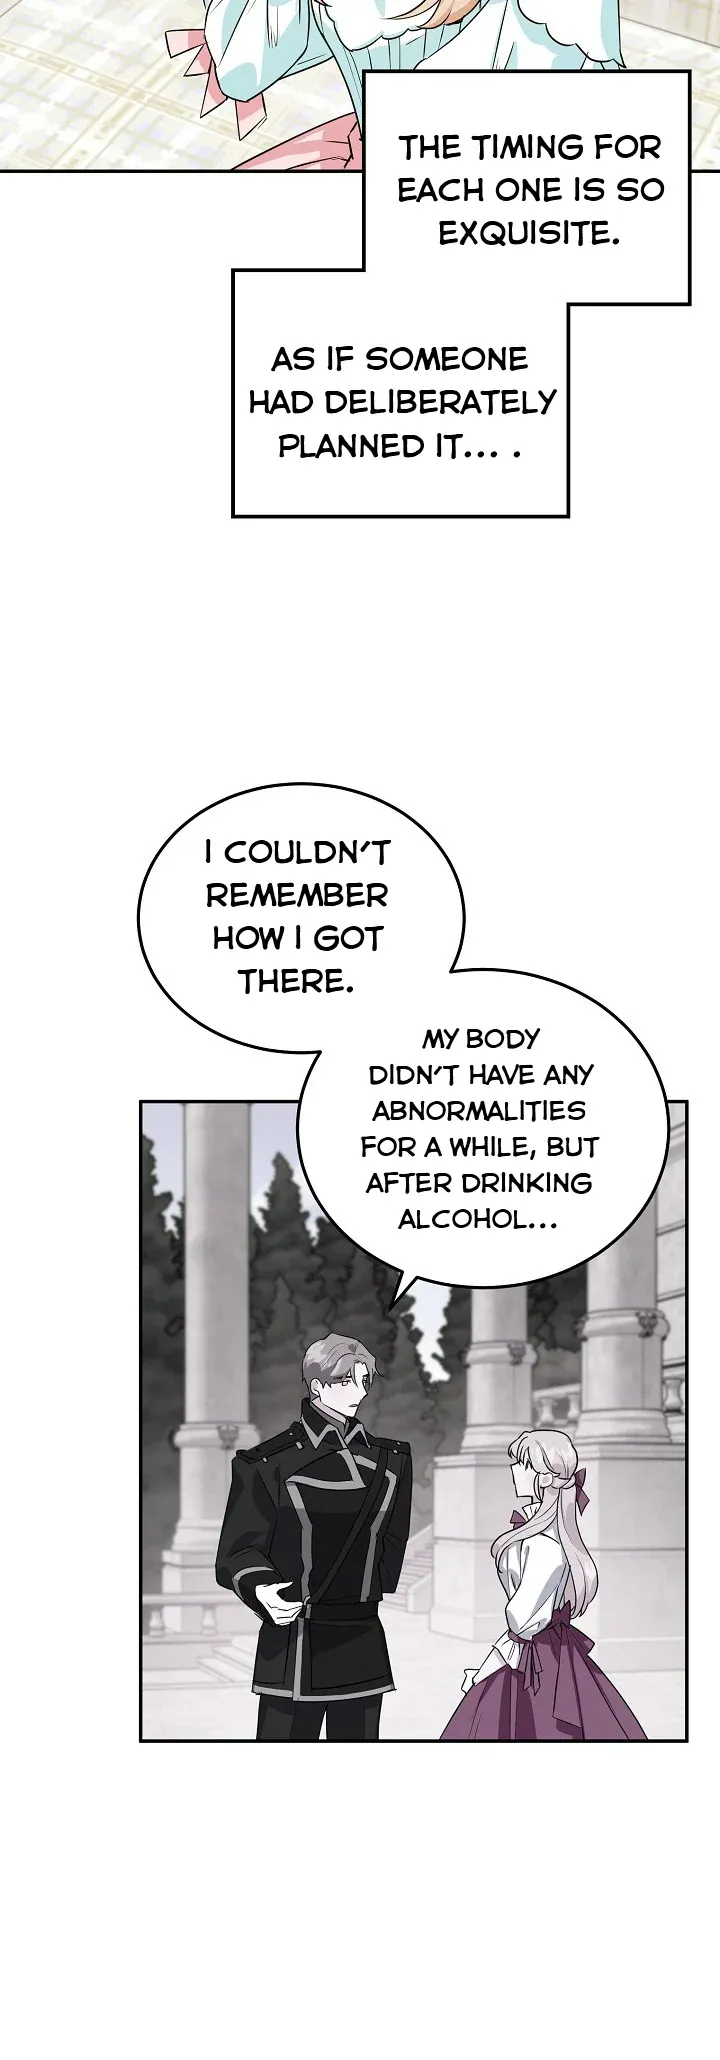 THE TIMING FOR
EACH ONE IS SO
EXQUISITE.
AS IF SOMEONE
HAD DELIBERATELY
PLANNED IT... .
I COULDN'T
REMEMBER
HOW I GOT
THERE.
MY BODY
DIDN'T HAVE ANY
ABNORMALITIES
FOR A WHILE, BUT
AFTER DRINKING
ALCOHOL...